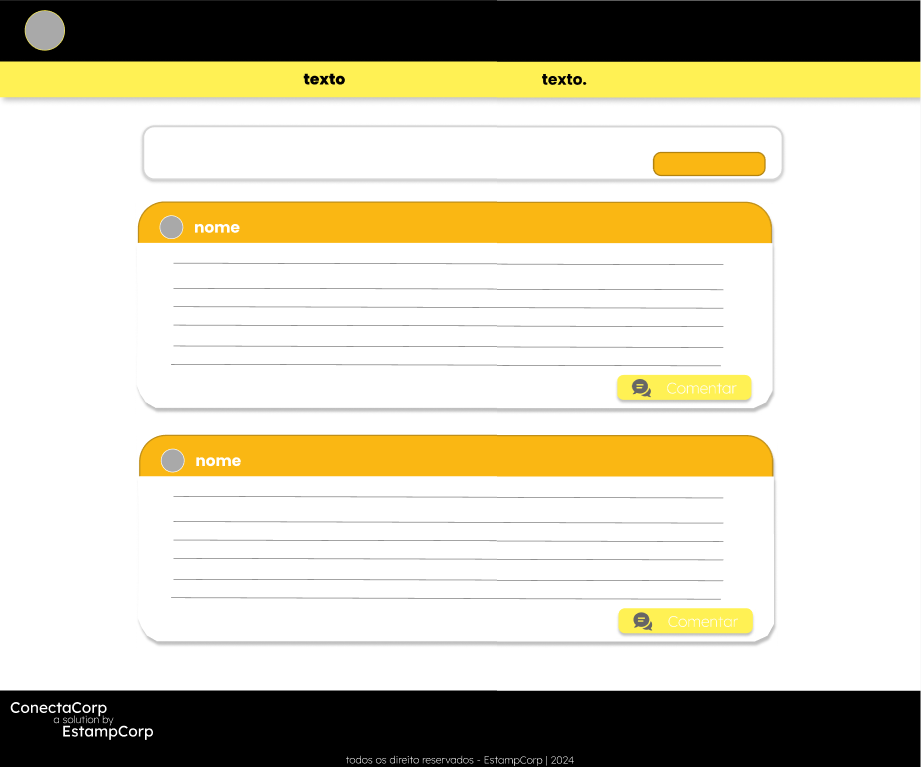 texto texto.
nome
Comentar
nome
Comentar
ConectaCorp
a solution by
EstampCorp
todos os direito reservados - EstampCorp | 2024